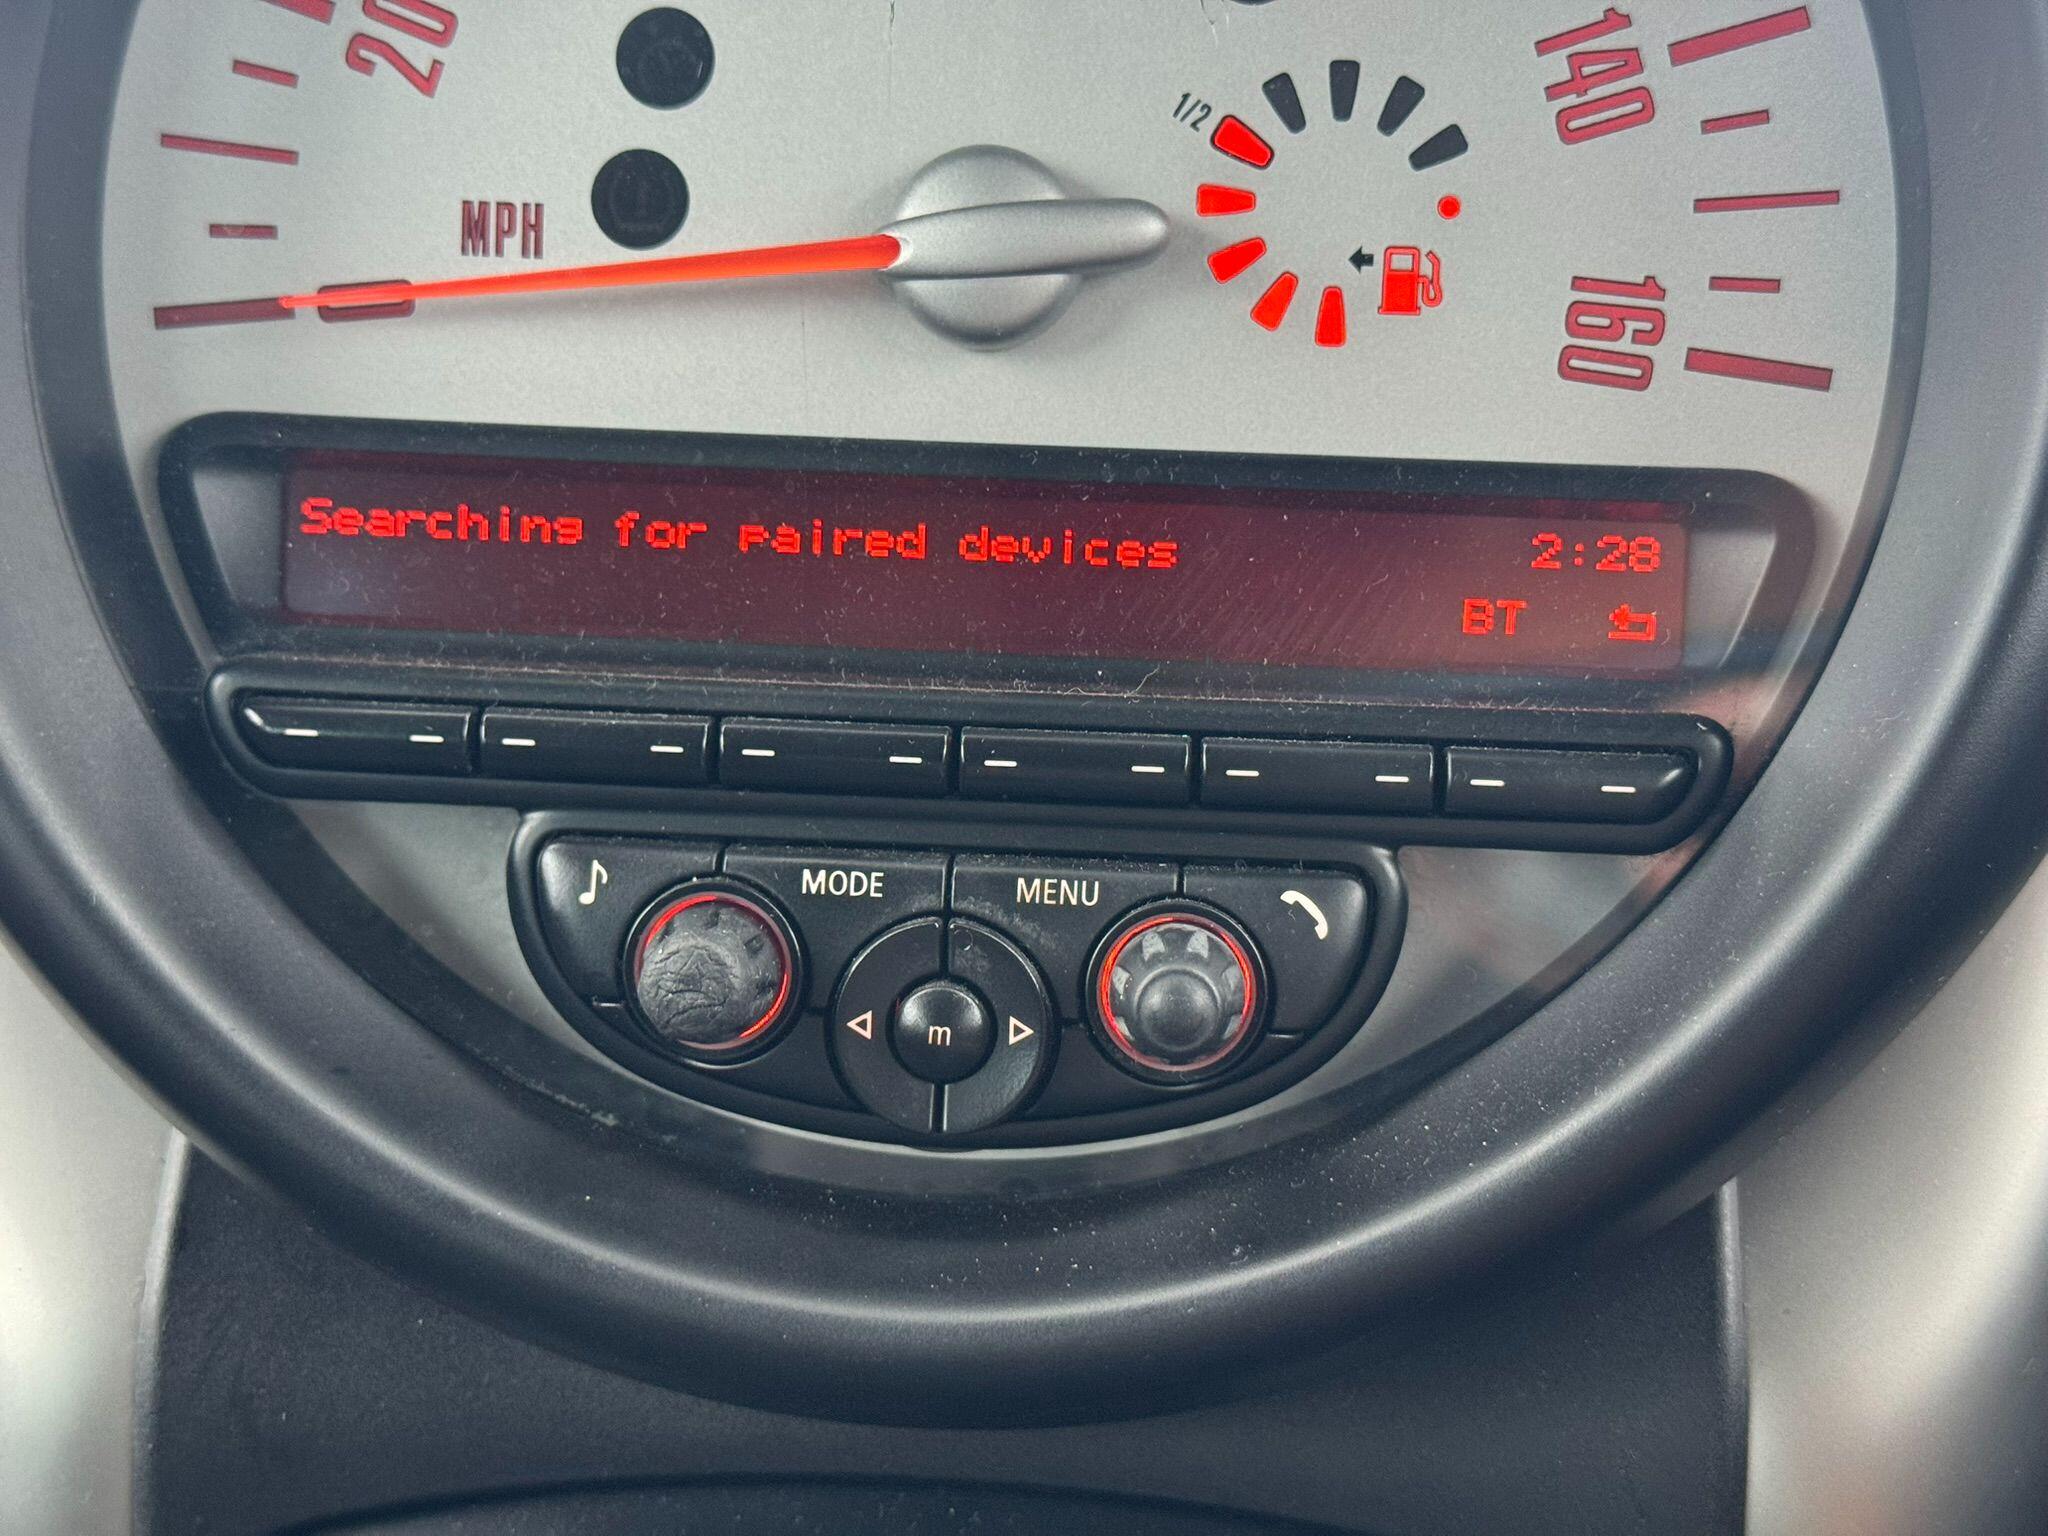 20
MPH
1/2
140
160
Searching for paired devices 2:28
BT
MODE MENU
m